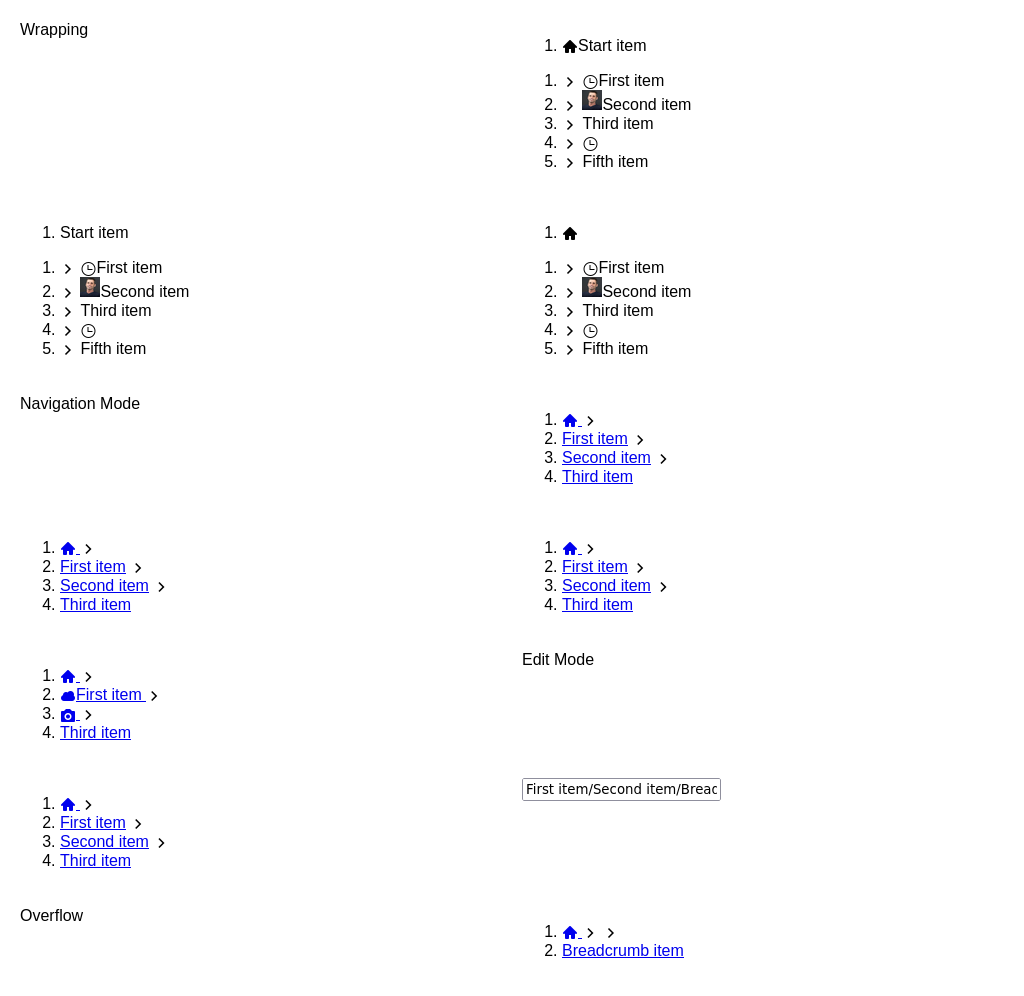 Wrapping
1. Start item
1. First item
2. Second item
3. Third item
4.
5. Fifth item
1. Start item
1. First item
2. Second item
3. Third item
4.
5. Fifth item
1.
1. First item
2. Second item
3. Third item
4.
5. Fifth item
Navigation Mode
1.
2. First item
3. Second item
4. Third item
1.
2. First item
3. Second item
4. Third item
1.
2. First item
3. Second item
4. Third item
1.
2. First item
3.
4. Third item
Edit Mode
1.
2. First item
3. Second item
4. Third item
First item/Second item/Breac
Overflow
1.
2. Breadcrumb item